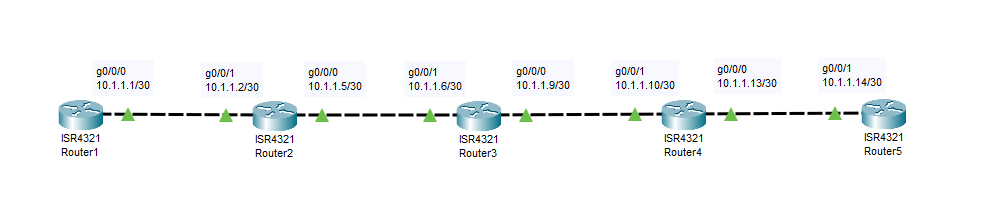 g0/0/0
10.1.1.1/30
g0/0/1
10.1.1.2/30
g0/0/0
10.1.1.5/30
g0/0/1
10.1.1.6/30
g0/0/0
10.1.1.9/30
g0/0/1
10.1.1.10/30
g0/0/0
10.1.1.13/30
g0/0/1
10.1.1.14/30
ISR4321
Router1
ISR4321
Router2
ISR4321
Router3
ISR4321
Router4
ISR4321
Router5